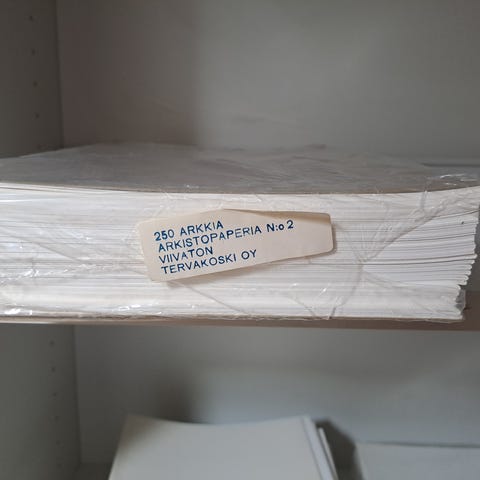 250 ARKKIA
ARKISTOPAPERIA N:o 2
VIIVATON
TERVAKOSKI OY